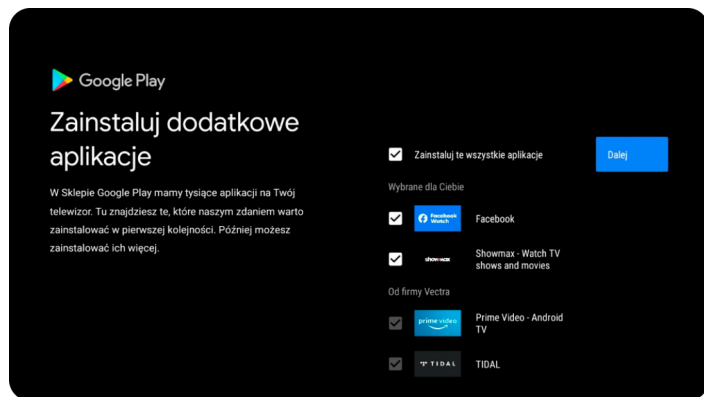 Google Play
Zainstaluj dodatkowe
aplikacje
W Sklepie Google Play mamy tysiące aplikacji na Twój
telewizor. Tu znajdziesz te, które naszym zdaniem warto
zainstalować w pierwszej kolejności. Później możesz
zainstalować ich więcej.
Zainstaluj te wszystkie aplikacje
Dalej
Wybrane dla Ciebie
Facebook
Watch
Facebook
showmax
Showmax - Watch TV
shows and movies
Od firmy Vectra
prime video
Prime Video - Android
TV
TIDAL
TIDAL